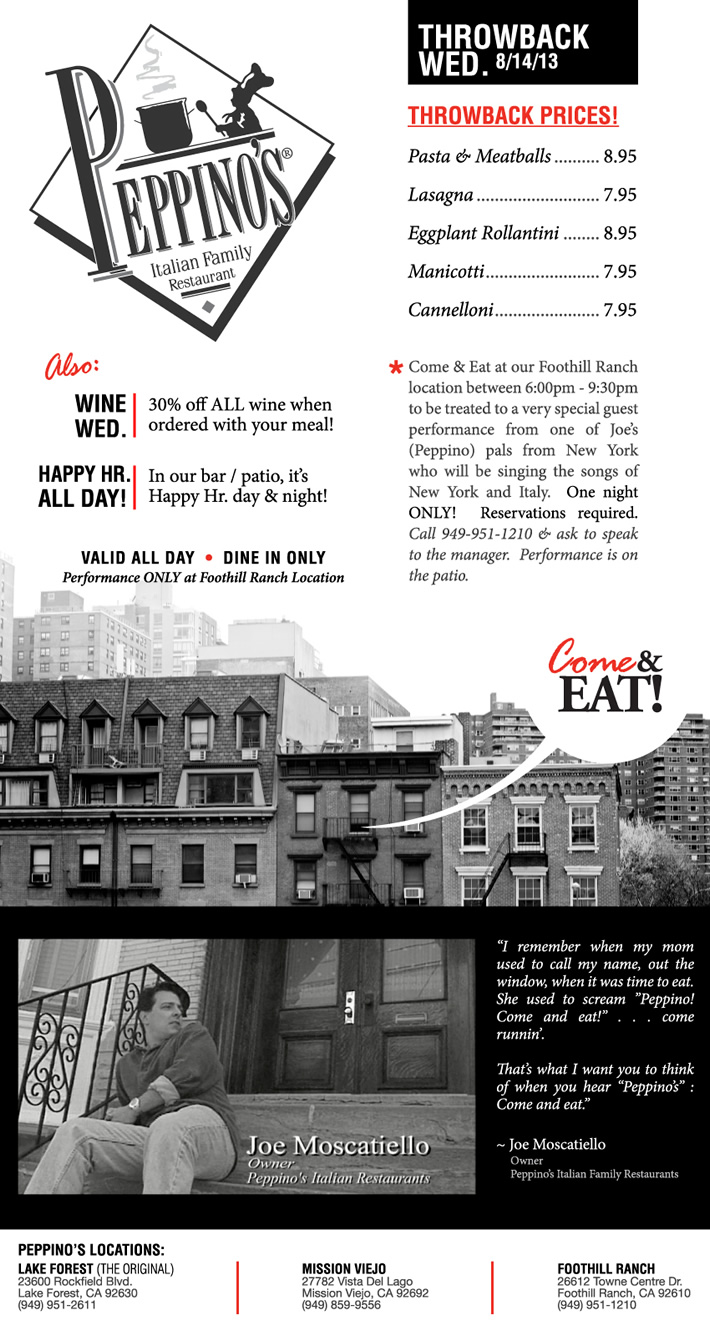 PEPPINO'S®
Italian Family
Restaurant
THROWBACK
WED. 8/14/13
THROWBACK PRICES!
Pasta & Meatballs .......... 8.95
Lasagna ........................... 7.95
Eggplant Rollantini ........ 8.95
Manicotti......................... 7.95
Cannelloni....................... 7.95
Also:
WINE
WED.
30% off ALL wine when
ordered with your meal!
HAPPY HR.
ALL DAY!
In our bar / patio, it's
Happy Hr. day & night!
VALID ALL DAY • DINE IN ONLY
Performance ONLY at Foothill Ranch Location
* Come & Eat at our Foothill Ranch
location between 6:00pm - 9:30pm
to be treated to a very special guest
performance from one of Joe's
(Peppino) pals from New York
who will be singing the songs of
New York and Italy. One night
ONLY! Reservations required.
Call 949-951-1210 & ask to speak
to the manager. Performance is on
the patio.
Come &
EAT!
Joe Moscatiello
Owner
Peppino's Italian Restaurants
“I remember when my mom
used to call my name, out the
window, when it was time to eat.
She used to scream ”Peppino!
Come and eat!” . . . come
runnin’.
That’s what I want you to think
of when you hear “Peppino’s” :
Come and eat.”
~ Joe Moscatiello
Owner
Peppino’s Italian Family Restaurants
PEPPINO'S LOCATIONS:
LAKE FOREST (THE ORIGINAL)
23600 Rockfield Blvd.
Lake Forest, CA 92630
(949) 951-2611
MISSION VIEJO
27782 Vista Del Lago
Mission Viejo, CA 92692
(949) 859-9556
FOOTHILL RANCH
26612 Towne Centre Dr.
Foothill Ranch, CA 92610
(949) 951-1210